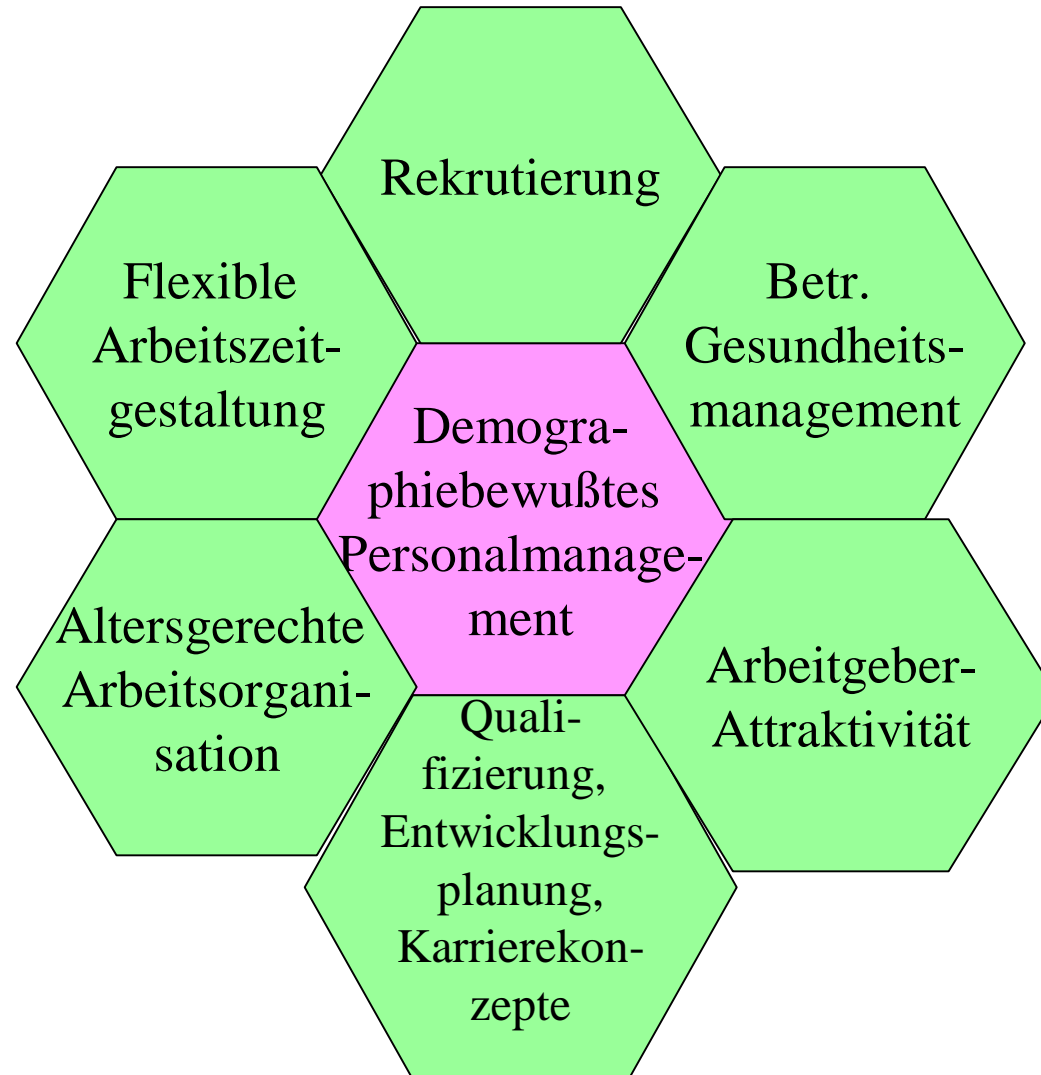 Rekrutierung
Flexible
Arbeitszeit-
gestaltung
Betr.
Gesundheits-
management
Demogra-
phiebewußtes
Personalmanage-
ment
Altersgerechte
Arbeitsorgani-
sation
Arbeitgeber-
Attraktivität
Quali-
fizierung,
Entwicklungs-
planung,
Karrierekon-
zepte